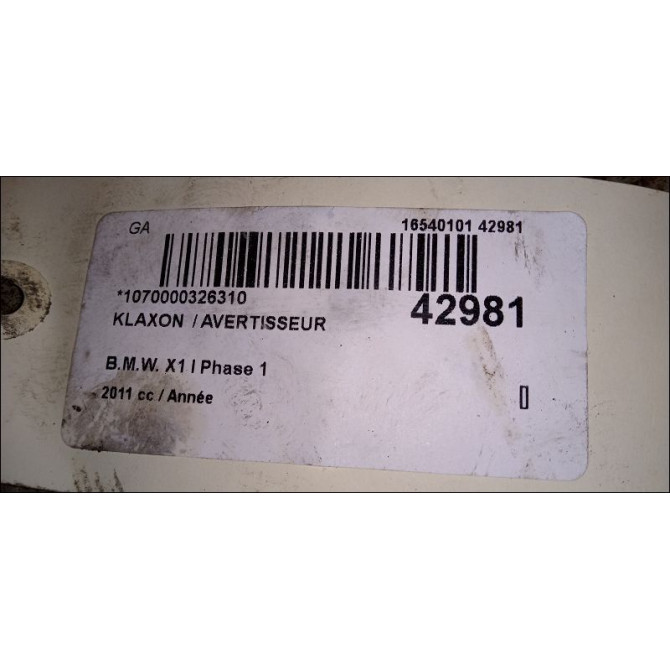 GA 16540101 42981
*1070000326310
42981
KLAXON / AVERTISSEUR
B.M.W. X1 I Phase 1
- 2011 cc / Année